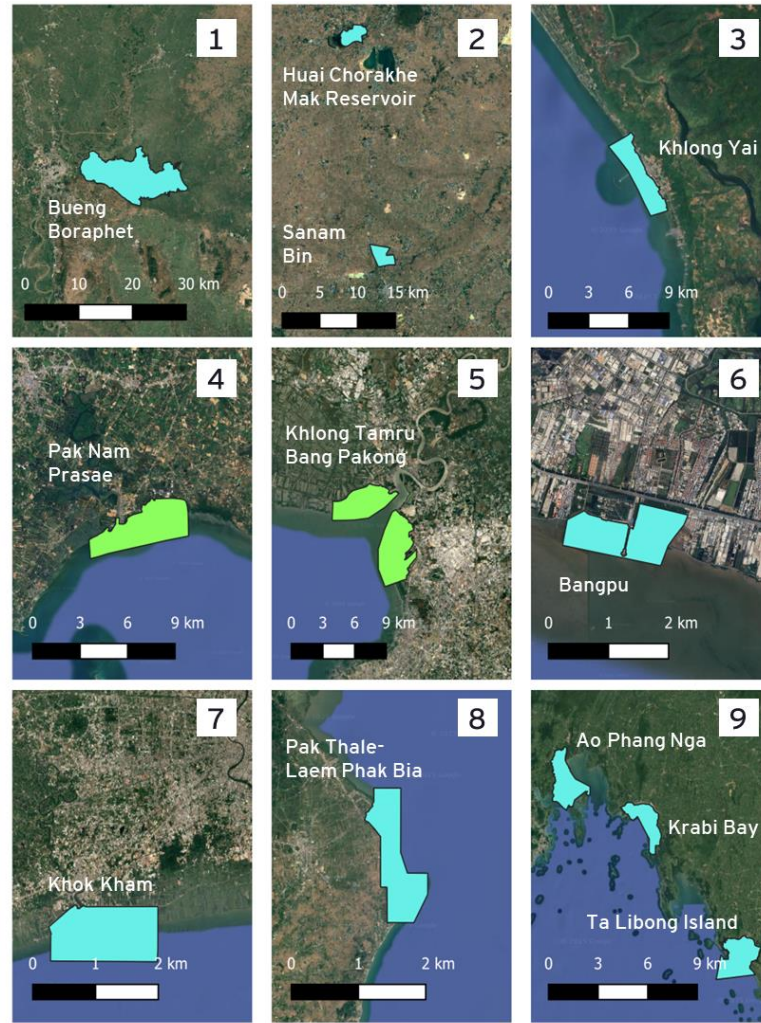 1
Bueng
Boraphet
0 10 20 30 km
2
Huai Chorakhe
Mak Reservoir
Sanam
Bin
0 5 10 15 km
3
Khlong Yai
0 3 6 9 km
4
Pak Nam
Prasae
0 3 6 9 km
5
Khlong Tamru
Bang Pakong
0 3 6 9 km
6
Bangpu
0 1 2 km
7
Khok Kham
0 1 2 km
8
Pak Thale-
Laem Phak Bia
0 1 2 km
9
Ao Phang Nga
Krabi Bay
Ta Libong Island
0 3 6 9 km